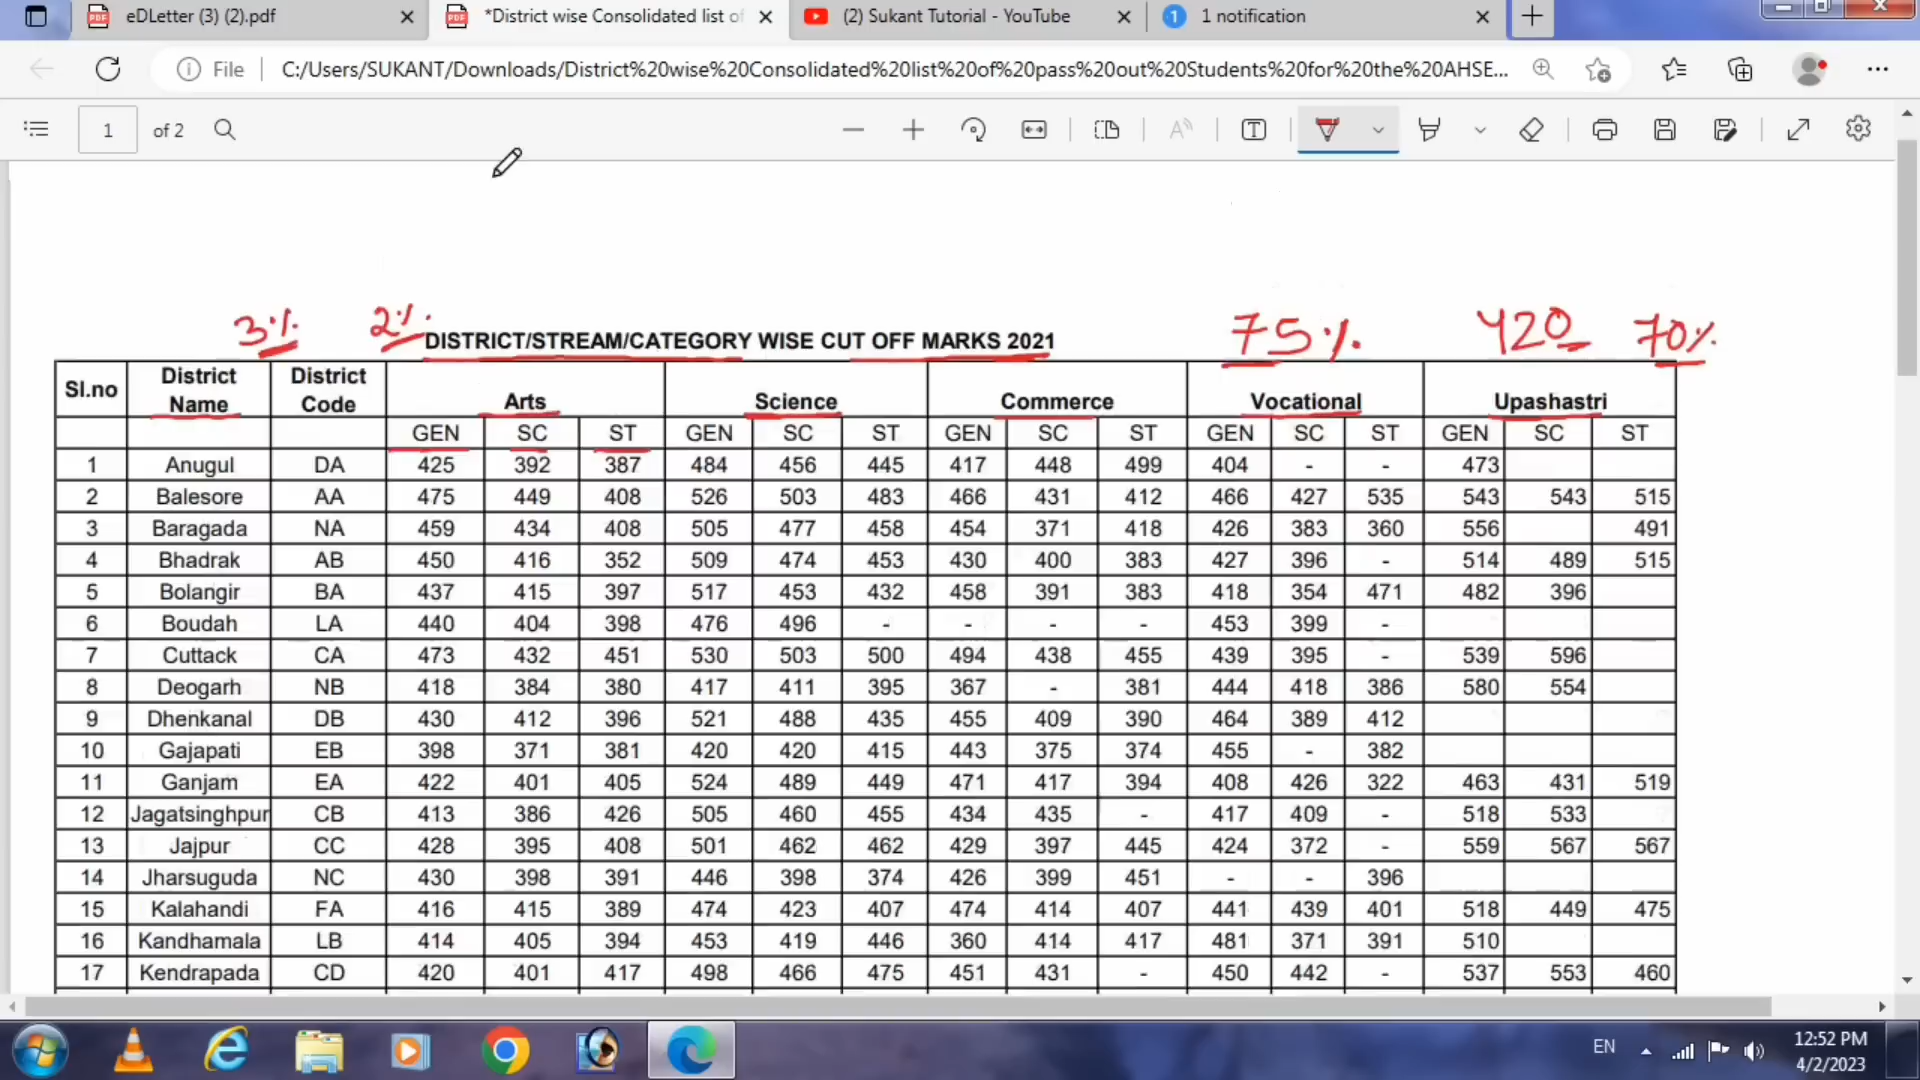 eDLetter (3) (2).pdf
*District wise Consolidated list of
(2) Sukant Tutorial - YouTube
1 1 notification
File C:/Users/SUKANT/Downloads/District%20wise%20Consolidated%20list%20of%20pass%20out%20Students%20for%20the%20AHSE...
1 of 2
3% 2% DISTRICT/STREAM/CATEGORY WISE CUT OFF MARKS 2021 75% 420 70%
Sl.no District Name District Code Arts Science Commerce Vocational Upashastri
GEN SC ST GEN SC ST GEN SC ST GEN SC ST GEN SC ST
1 Anugul DA 425 392 387 484 456 445 417 448 499 404 - - 473
2 Balesore AA 475 449 408 526 503 483 466 431 412 466 427 535 543 543 515
3 Baragada NA 459 434 408 505 477 458 454 371 418 426 383 360 556 491
4 Bhadrak AB 450 416 352 509 474 453 430 400 383 427 396 - 514 489 515
5 Bolangir BA 437 415 397 517 453 432 458 391 383 418 354 471 482 396
6 Boudah LA 440 404 398 476 496 - - - - 453 399 -
7 Cuttack CA 473 432 451 530 503 500 494 438 455 439 395 - 539 596
8 Deogarh NB 418 384 380 417 411 395 367 - 381 444 418 386 580 554
9 Dhenkanal DB 430 412 396 521 488 435 455 409 390 464 389 412
10 Gajapati EB 398 371 381 420 420 415 443 375 374 455 - 382
11 Ganjam EA 422 401 405 524 489 449 471 417 394 408 426 322 463 431 519
12 Jagatsinghpur CB 413 386 426 505 460 455 434 435 - 417 409 - 518 533
13 Jajpur CC 428 395 408 501 462 462 429 397 445 424 372 - 559 567 567
14 Jharsuguda NC 430 398 391 446 398 374 426 399 451 - - 396
15 Kalahandi FA 416 415 389 474 423 407 474 414 407 441 439 401 518 449 475
16 Kandhamala LB 414 405 394 453 419 446 360 414 417 481 371 391 510
17 Kendrapada CD 420 401 417 498 466 475 451 431 - 450 442 - 537 553 460
EN
12:52 PM
4/2/2023